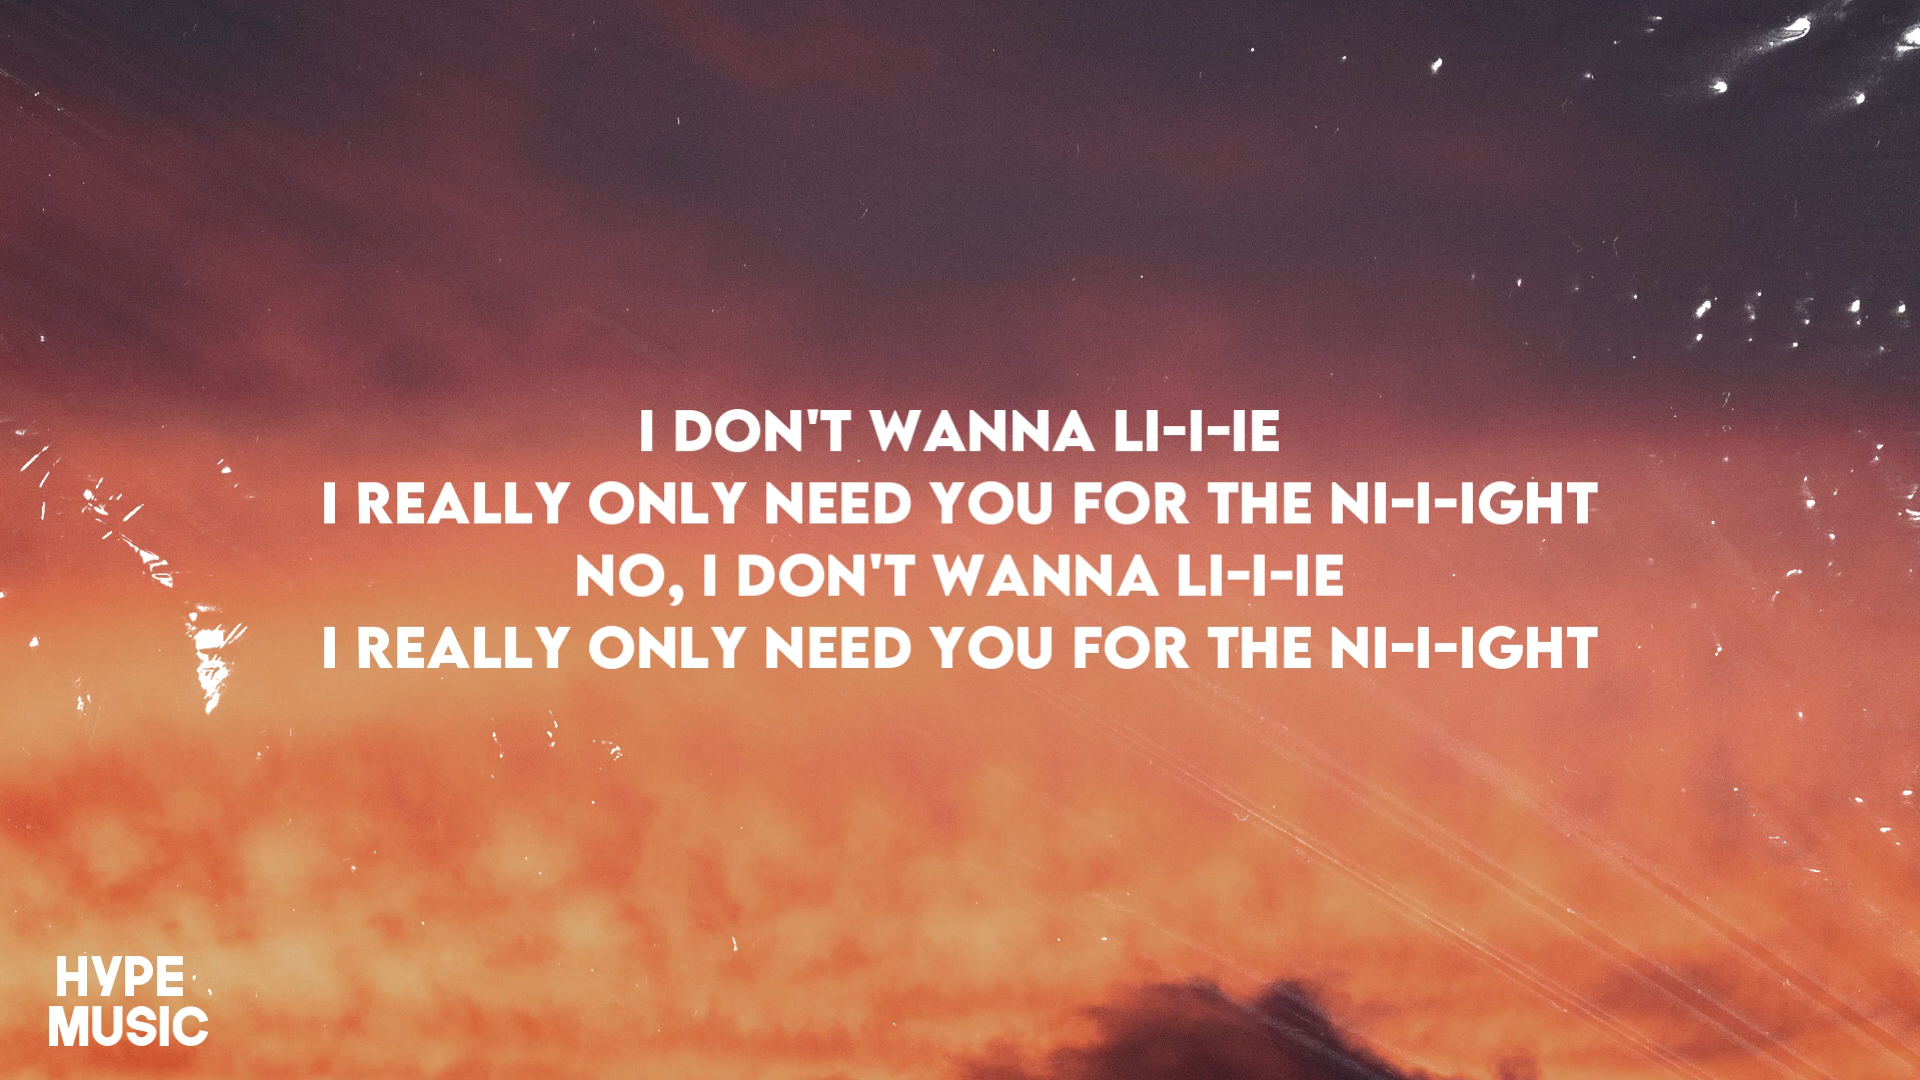 I DON'T WANNA LI-I-IE
I REALLY ONLY NEED YOU FOR THE NI-I-IGHT
NO, I DON'T WANNA LI-I-IE
I REALLY ONLY NEED YOU FOR THE NI-I-IGHT
HYPE
MUSIC